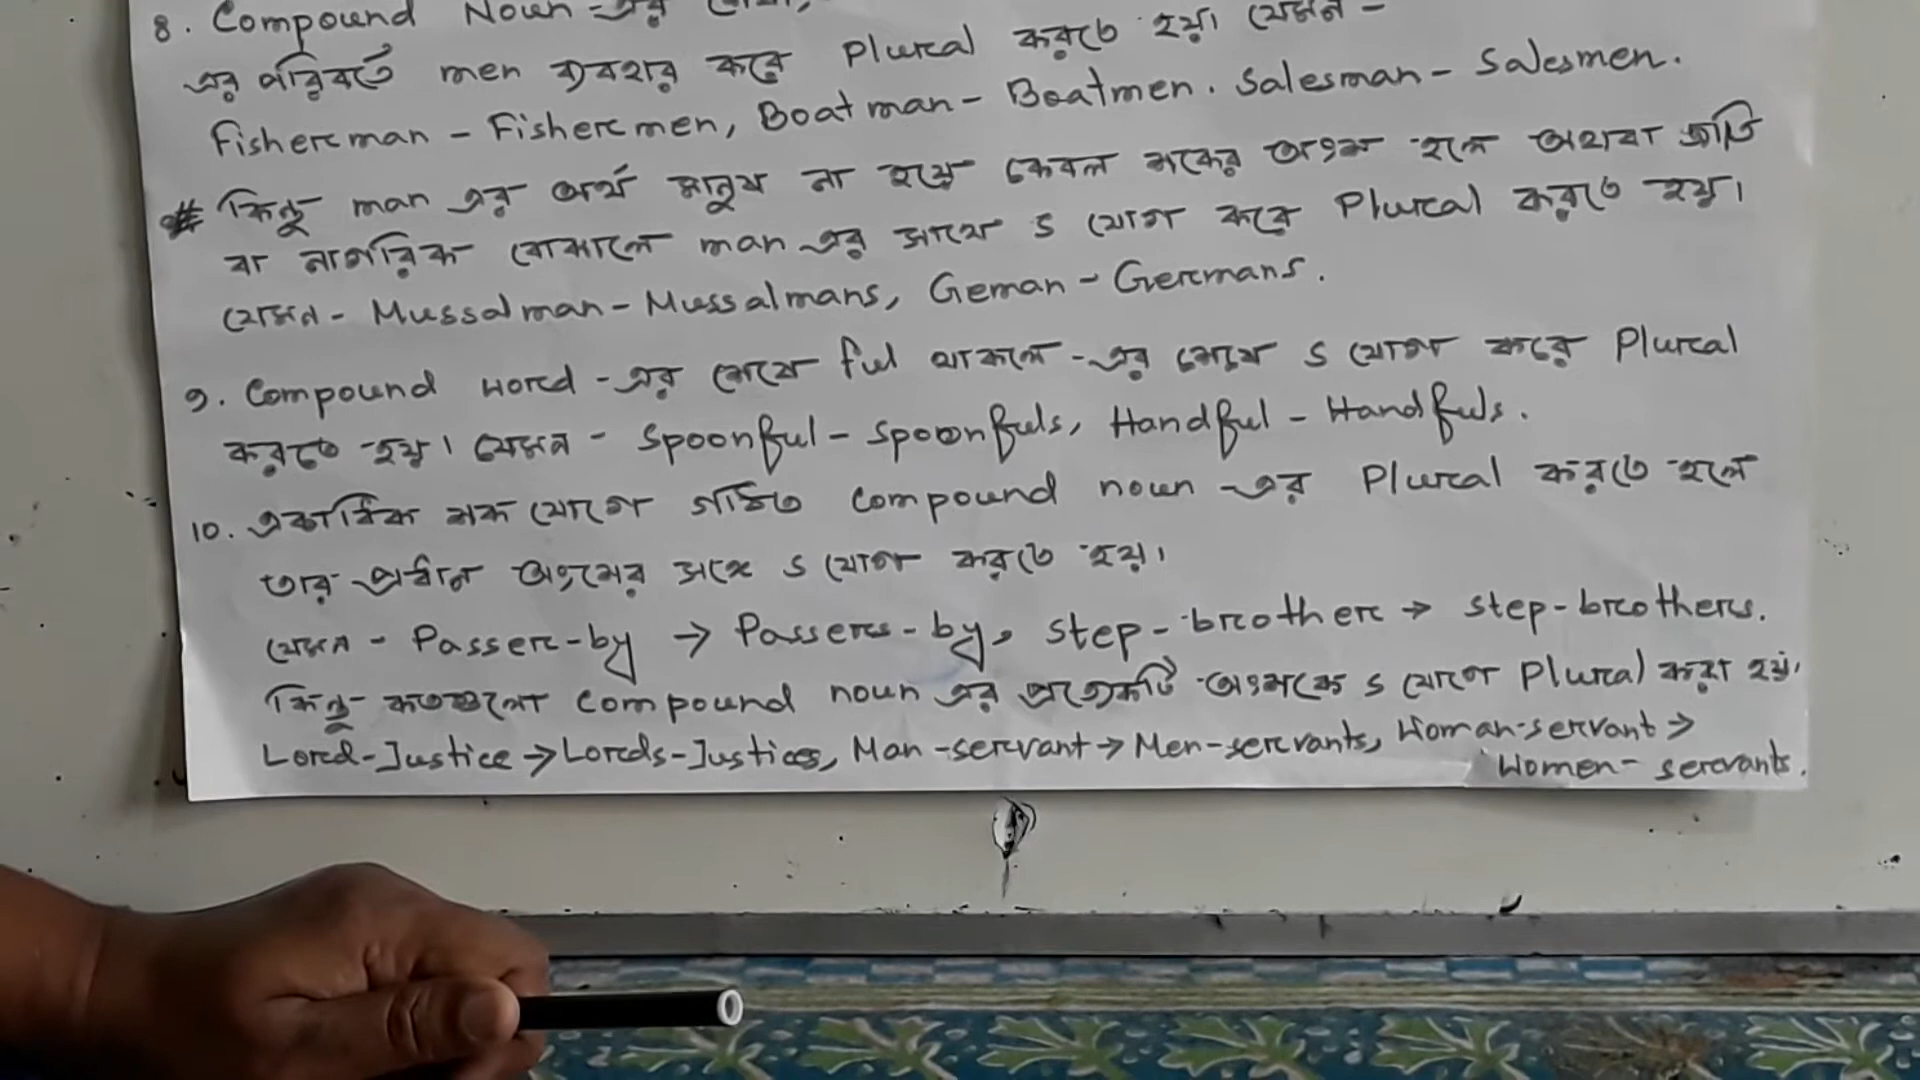 8. Compound Noun-এর
এর পরিবর্তে men ব্যবহার করে Plural করতে হয়। যেমন -
Fisherman - Fishermen, Boatman - Boatmen. Salesman - Salesmen.
# কিন্তু man এর অর্থ মানুষ না হয়ে কেবল শব্দের অংশ হলে অথবা জাতি
বা নাগরিক বোঝালে man এর সাথে s যোগ করে Plural করতে হয়।
যেমন - Mussalman - Mussalmans, Geman - Germans.
9. Compound word -এর শেষে ful থাকলে -এর শেষে s যোগ করে Plural
করতে হয়। যেমন - Spoonful - Spoonfuls, Handful - Handfuls.
10. একাধিক শব্দ যোগে গঠিত compound noun -এর Plural করতে হলে
তার প্রধান অংশের সঙ্গে s যোগ করতে হয়।
যেমন - Passer-by → Passers-by, Step-brother → Step-brothers.
কিন্তু কতগুলো compound noun এর প্রত্যেকটি অংশকে s যোগে Plural করা হয়।
Lord-Justice → Lords-Justices, Man-servant → Men-servants, Woman-servant →
Women-servants.